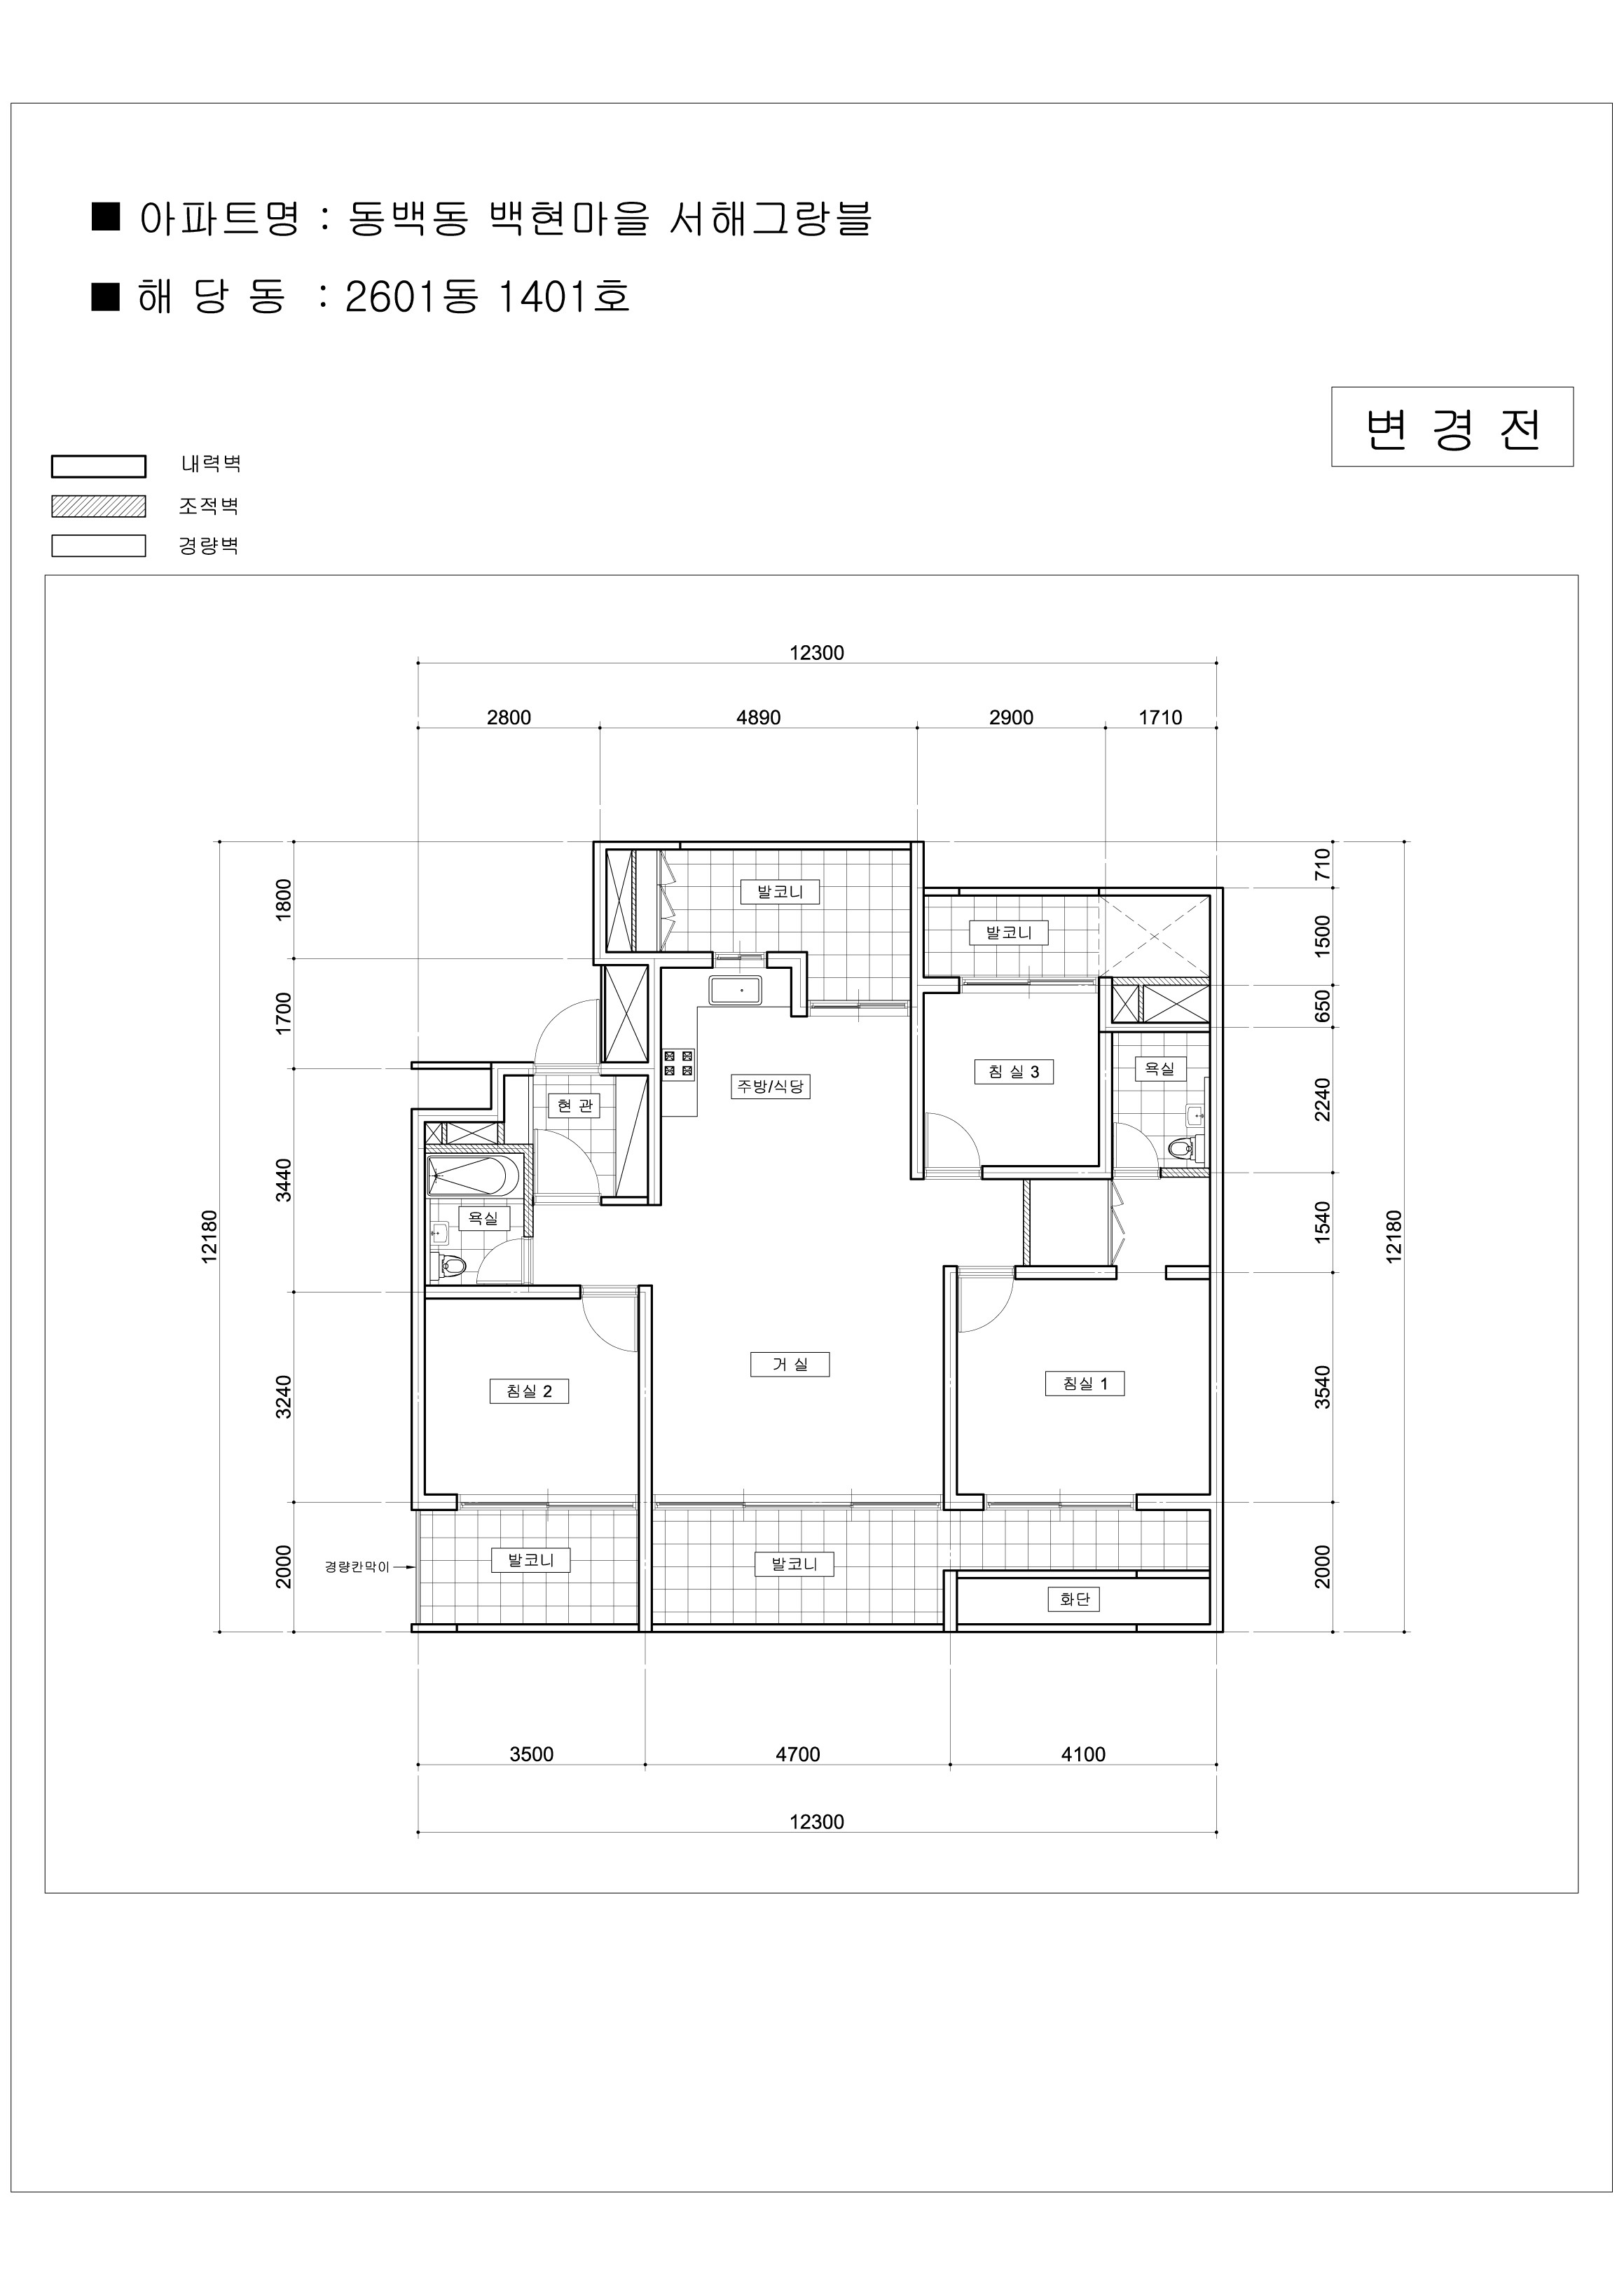 ■ 아파트명 : 동백동 백현마을 서해그랑블
■ 해 당 동 : 2601동 1401호
변 경 전
내력벽
조적벽
경량벽
12300
2800 4890 2900 1710
1800
1700
3440
3240
2000
12180
710
1500
650
2240
1540
3540
2000
12180
발코니
발코니
침 실 3
욕실
주방/식당
현 관
욕실
거 실
침실 1
침실 2
발코니
발코니
경량칸막이
화단
3500 4700 4100
12300